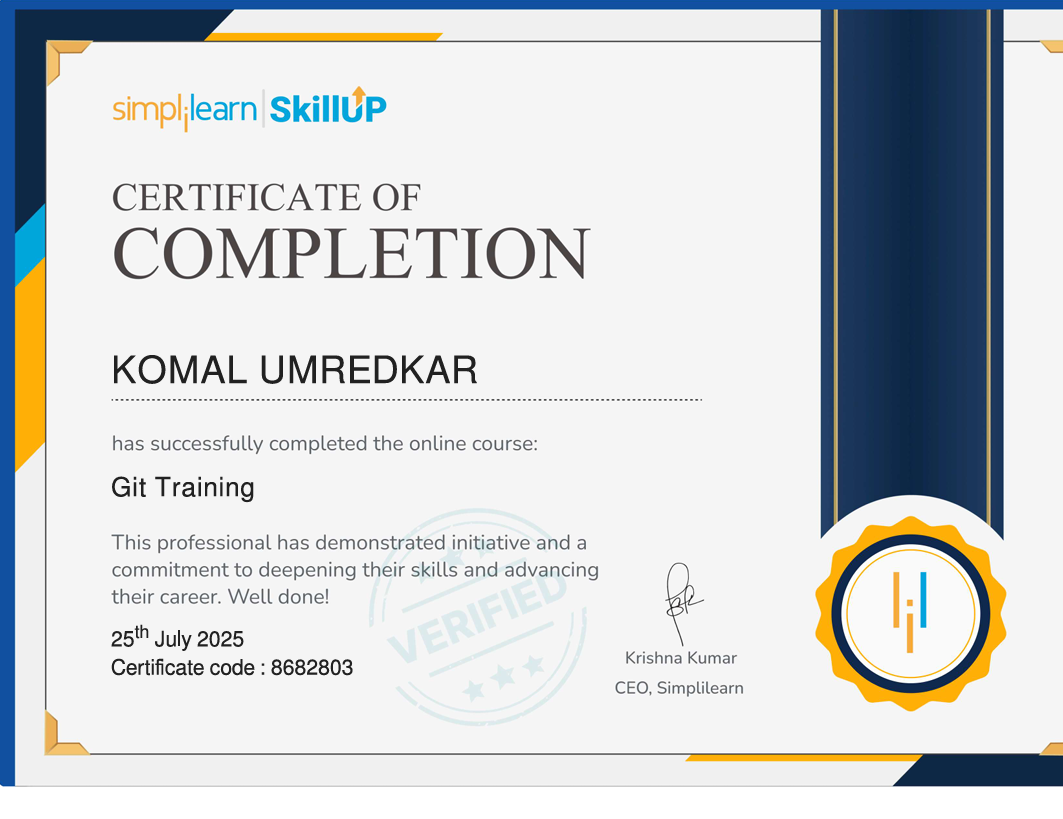 simplilearn | SkillUP
CERTIFICATE OF
COMPLETION
KOMAL UMREDKAR
has successfully completed the online course:
Git Training
This professional has demonstrated initiative and a
commitment to deepening their skills and advancing
their career. Well done!
VERIFIED
25th July 2025
Certificate code : 8682803
Krishna Kumar
CEO, Simplilearn